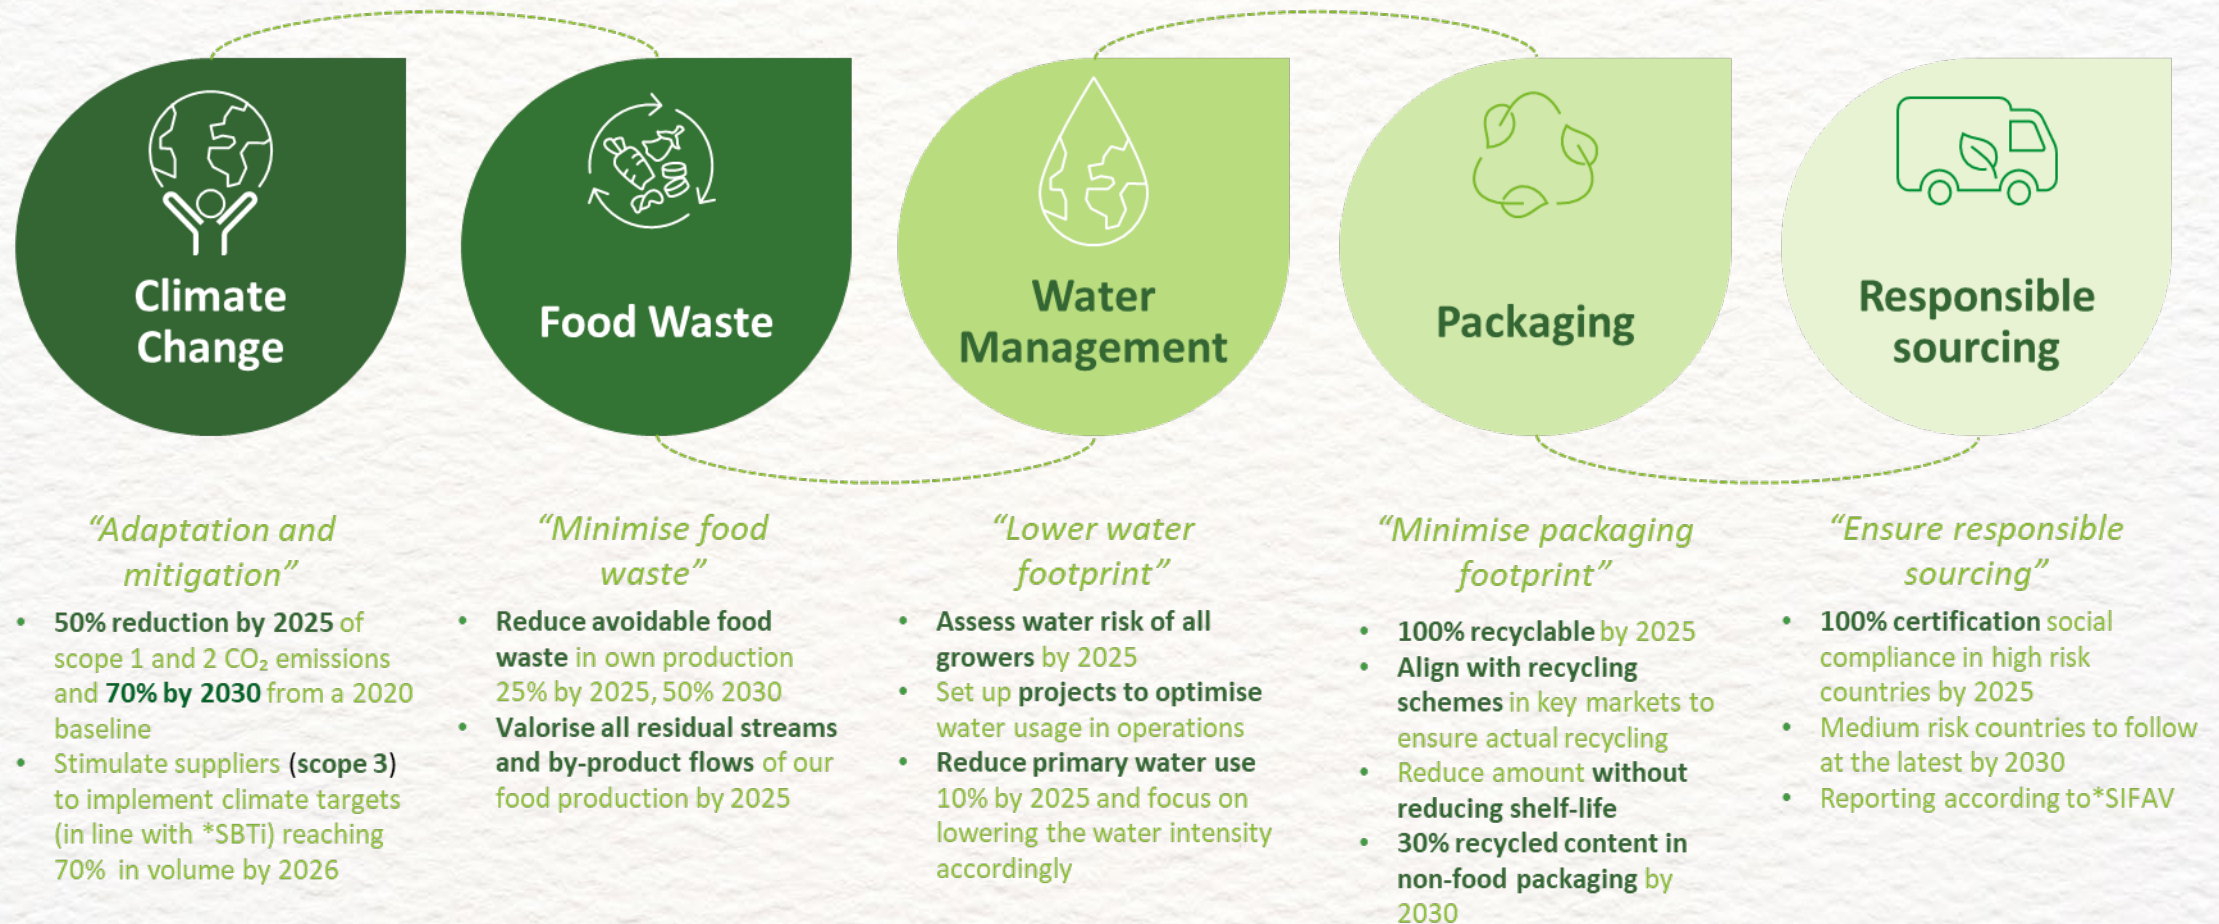 Climate
Change
Food Waste
Water
Management
Packaging
Responsible
sourcing
“Adaptation and
mitigation”
• 50% reduction by 2025 of
scope 1 and 2 CO₂ emissions
and 70% by 2030 from a 2020
baseline
• Stimulate suppliers (scope 3)
to implement climate targets
(in line with *SBTi) reaching
70% in volume by 2026
“Minimise food
waste”
• Reduce avoidable food
waste in own production
25% by 2025, 50% 2030
• Valorise all residual streams
and by-product flows of our
food production by 2025
“Lower water
footprint”
• Assess water risk of all
growers by 2025
• Set up projects to optimise
water usage in operations
• Reduce primary water use
10% by 2025 and focus on
lowering the water intensity
accordingly
“Minimise packaging
footprint”
• 100% recyclable by 2025
• Align with recycling
schemes in key markets to
ensure actual recycling
• Reduce amount without
reducing shelf-life
• 30% recycled content in
non-food packaging by
2030
“Ensure responsible
sourcing”
• 100% certification social
compliance in high risk
countries by 2025
• Medium risk countries to follow
at the latest by 2030
• Reporting according to*SIFAV